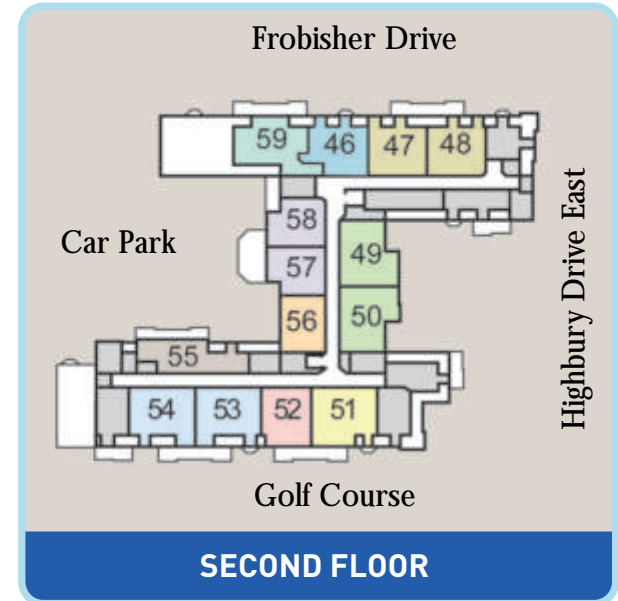 Frobisher Drive
59 46 47 48
58
Car Park
49
57
56 50
55
54 53 52 51
Highbury Drive East
Golf Course
SECOND FLOOR